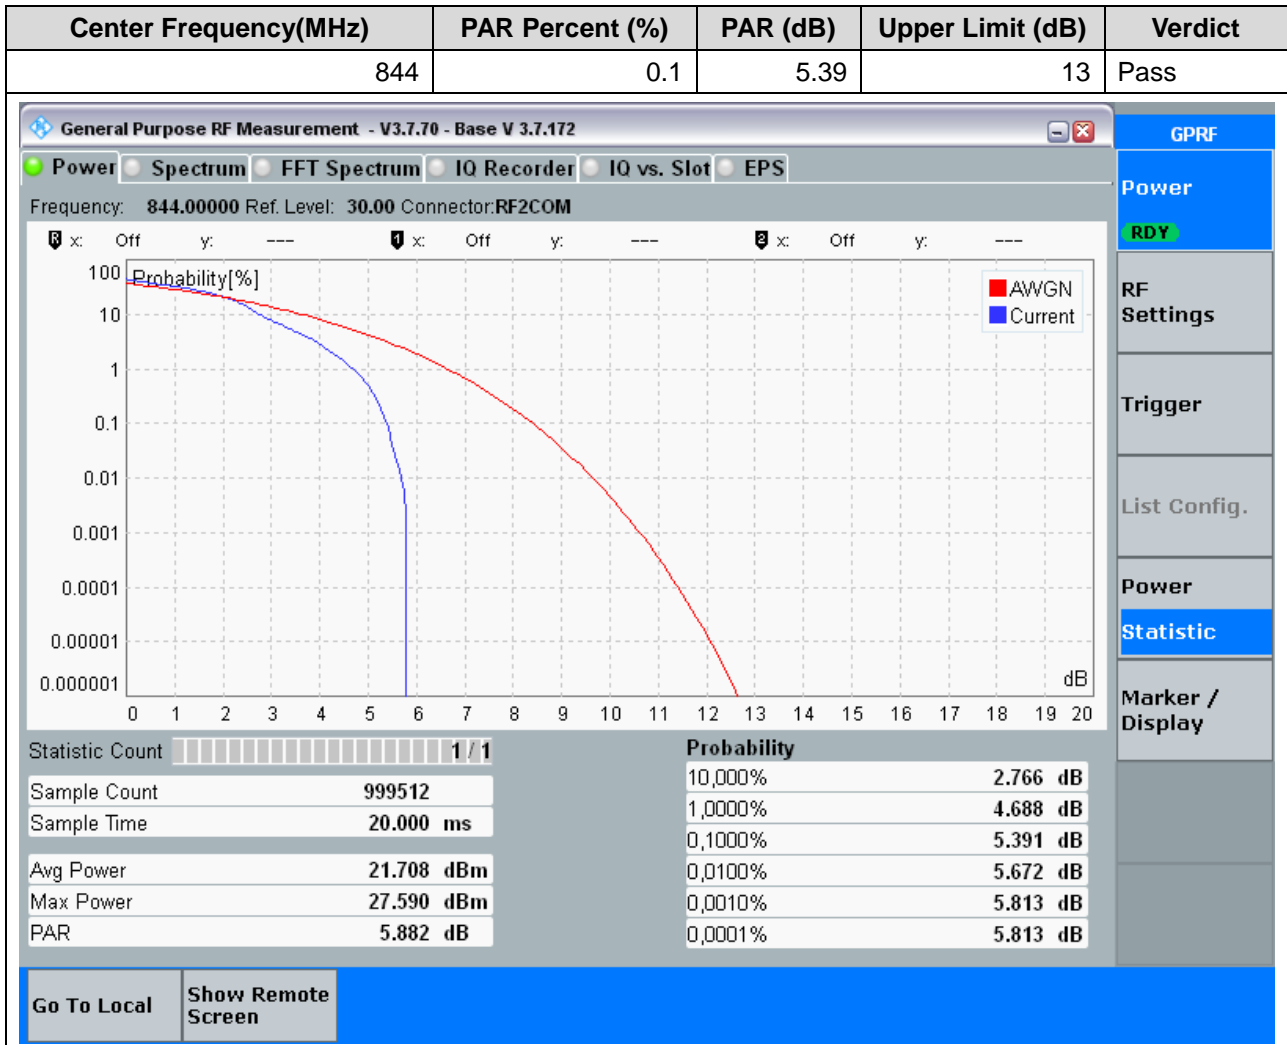 Center Frequency(MHz) PAR Percent (%) PAR (dB) Upper Limit (dB) Verdict
844 0.1 5.39 13 Pass
General Purpose RF Measurement - V3.7.70 - Base V 3.7.172
GPRF
Power Spectrum FFT Spectrum IQ Recorder IQ vs. Slot EPS
Power
RDY
Frequency: 844.00000 Ref. Level: 30.00 Connector:RF2COM
R x: Off y: --- 1 x: Off y: --- 2 x: Off y: ---
Probability[%]
AWGN
Current
100
10
1
0.1
0.01
0.001
0.0001
0.00001
0.000001
dB
0 1 2 3 4 5 6 7 8 9 10 11 12 13 14 15 16 17 18 19 20
RF
Settings
Trigger
List Config.
Power
Statistic
Marker /
Display
Statistic Count 1 / 1
Sample Count 999512
Sample Time 20.000 ms
Avg Power 21.708 dBm
Max Power 27.590 dBm
PAR 5.882 dB
Probability
10,000% 2.766 dB
1,0000% 4.688 dB
0,1000% 5.391 dB
0,0100% 5.672 dB
0,0010% 5.813 dB
0,0001% 5.813 dB
Go To Local
Show Remote
Screen